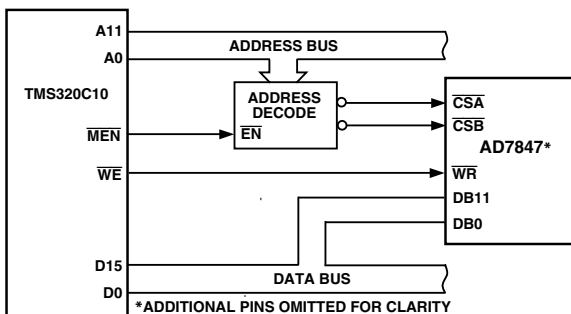 A11
ADDRESS BUS
A0
TMS320C10
ADDRESS
DECODE
CSA
CSB
MEN
EN
AD7847*
WE
WR
DB11
DB0
D15
DATA BUS
D0
*ADDITIONAL PINS OMITTED FOR CLARITY